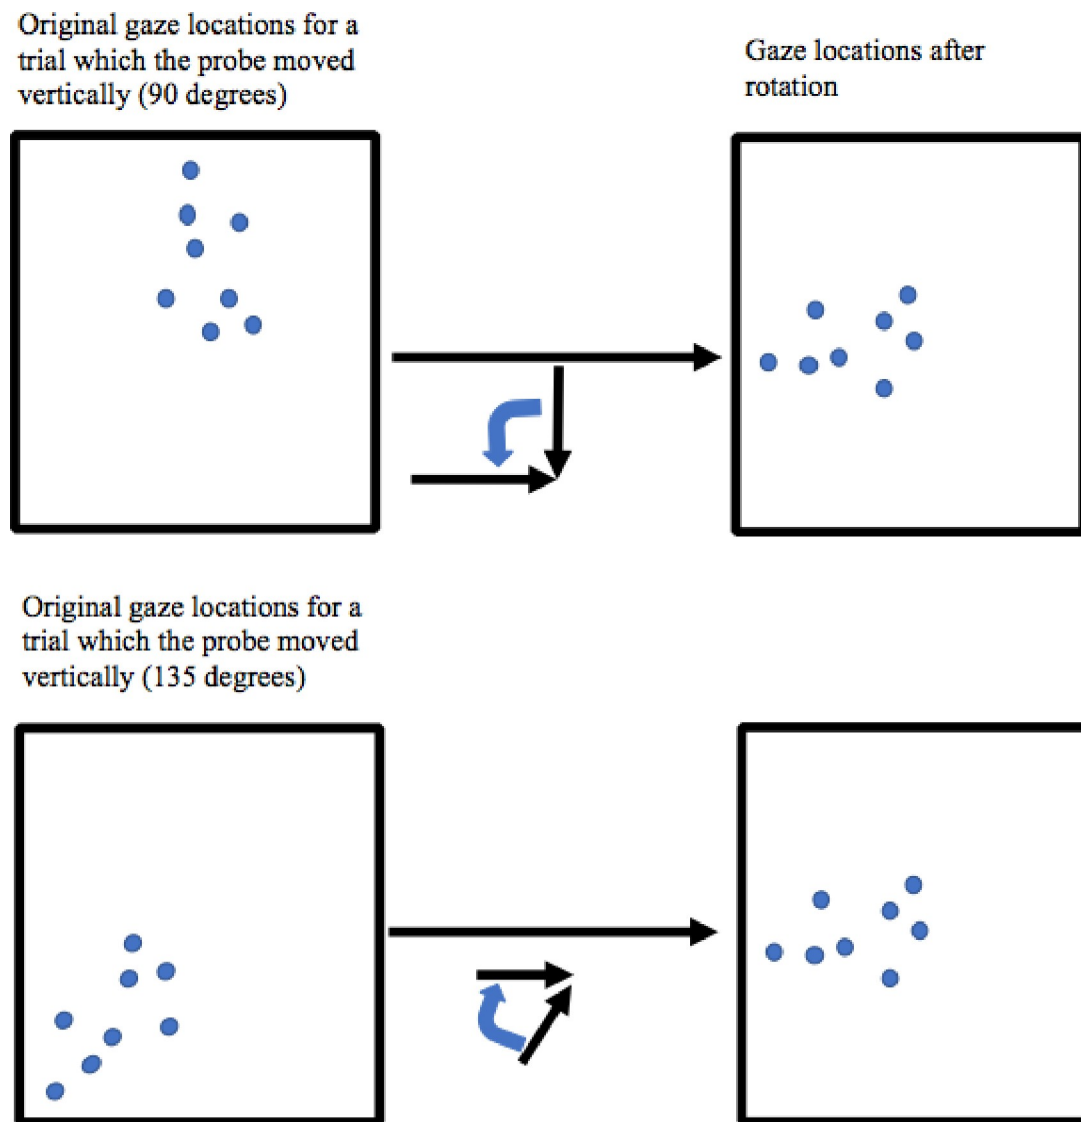 Original gaze locations for a
trial which the probe moved
vertically (90 degrees)
Gaze locations after
rotation
Original gaze locations for a
trial which the probe moved
vertically (135 degrees)